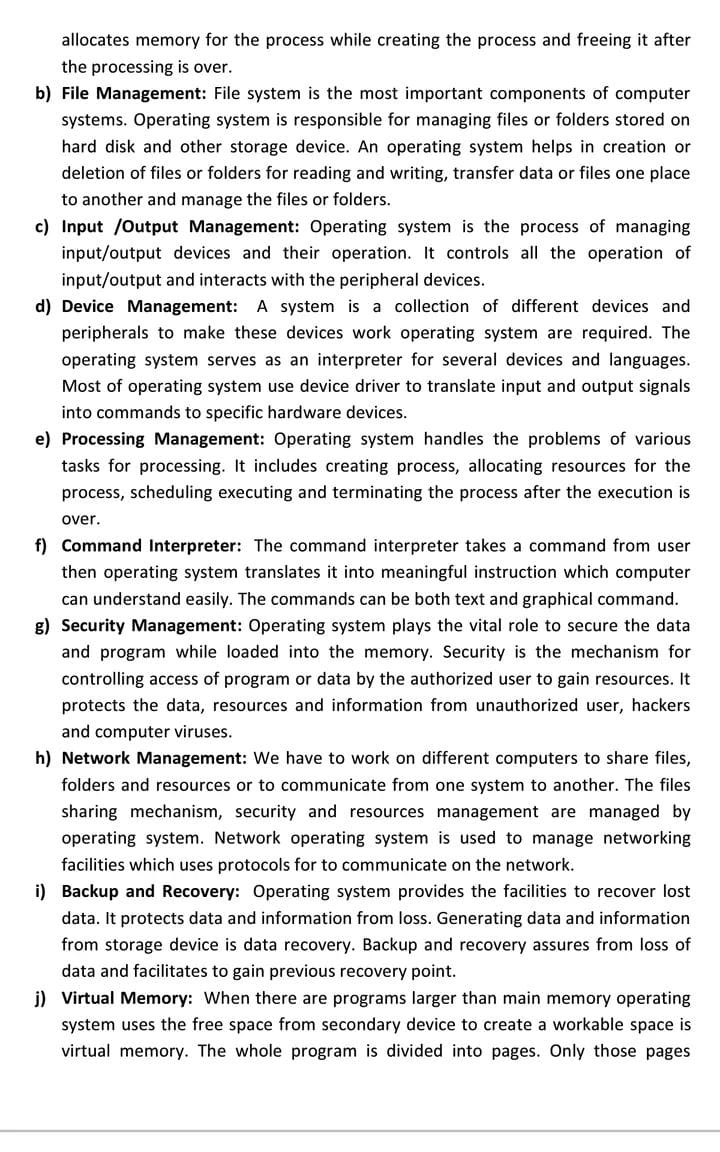 allocates memory for the process while creating the process and freeing it after
the processing is over.
b) File Management: File system is the most important components of computer
systems. Operating system is responsible for managing files or folders stored on
hard disk and other storage device. An operating system helps in creation or
deletion of files or folders for reading and writing, transfer data or files one place
to another and manage the files or folders.
c) Input /Output Management: Operating system is the process of managing
input/output devices and their operation. It controls all the operation of
input/output and interacts with the peripheral devices.
d) Device Management: A system is a collection of different devices and
peripherals to make these devices work operating system are required. The
operating system serves as an interpreter for several devices and languages.
Most of operating system use device driver to translate input and output signals
into commands to specific hardware devices.
e) Processing Management: Operating system handles the problems of various
tasks for processing. It includes creating process, allocating resources for the
process, scheduling executing and terminating the process after the execution is
over.
f) Command Interpreter: The command interpreter takes a command from user
then operating system translates it into meaningful instruction which computer
can understand easily. The commands can be both text and graphical command.
g) Security Management: Operating system plays the vital role to secure the data
and program while loaded into the memory. Security is the mechanism for
controlling access of program or data by the authorized user to gain resources. It
protects the data, resources and information from unauthorized user, hackers
and computer viruses.
h) Network Management: We have to work on different computers to share files,
folders and resources or to communicate from one system to another. The files
sharing mechanism, security and resources management are managed by
operating system. Network operating system is used to manage networking
facilities which uses protocols for to communicate on the network.
i) Backup and Recovery: Operating system provides the facilities to recover lost
data. It protects data and information from loss. Generating data and information
from storage device is data recovery. Backup and recovery assures from loss of
data and facilitates to gain previous recovery point.
j) Virtual Memory: When there are programs larger than main memory operating
system uses the free space from secondary device to create a workable space is
virtual memory. The whole program is divided into pages. Only those pages